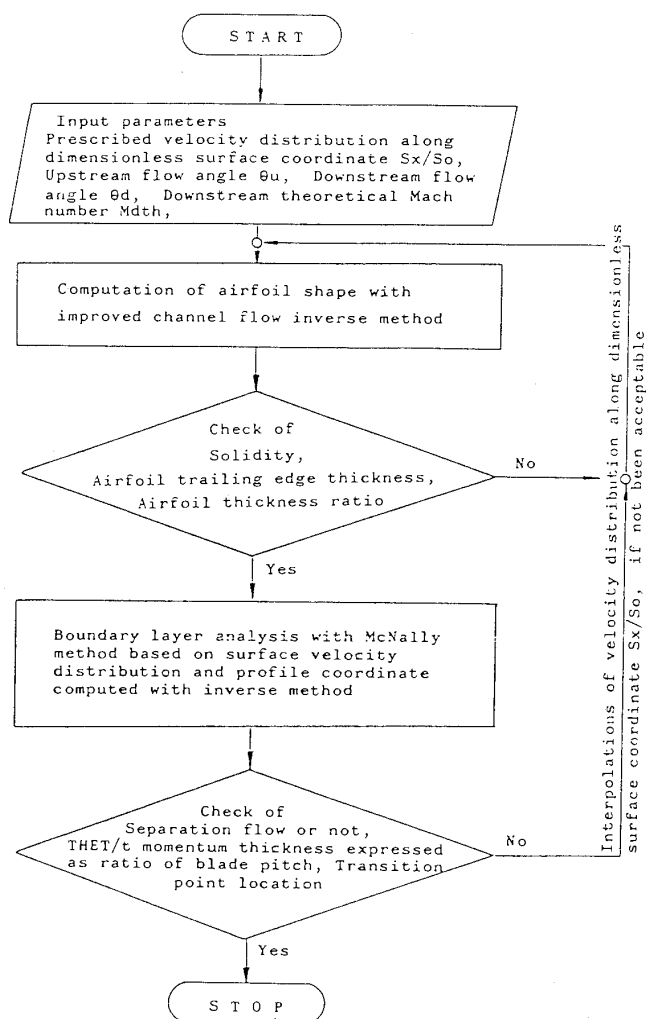 START
Input parameters
Prescribed velocity distribution along
dimensionless surface coordinate Sx/So,
Upstream flow angle θu, Downstream flow
angle θd, Downstream theoretical Mach
number Mdth,
Computation of airfoil shape with
improved channel flow inverse method
Check of
Solidity,
Airfoil trailing edge thickness,
Airfoil thickness ratio
No
Yes
Boundary layer analysis with McNally
method based on surface velocity
distribution and profile coordinate
computed with inverse method
Check of
Separation flow or not,
THET/t momentum thickness expressed
as ratio of blade pitch, Transition
point location
No
Yes
STOP
Interpolations of velocity distribution along dimensionless
surface coordinate Sx/So, if not been acceptable